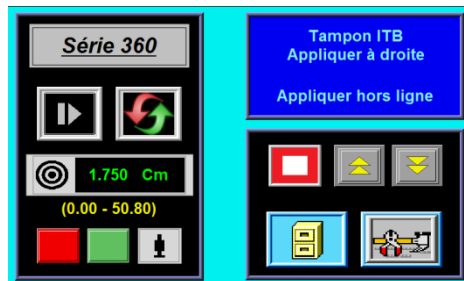 Série 360
1.750 Cm
(0.00 - 50.80)
Tampon ITB
Appliquer à droite
Appliquer hors ligne